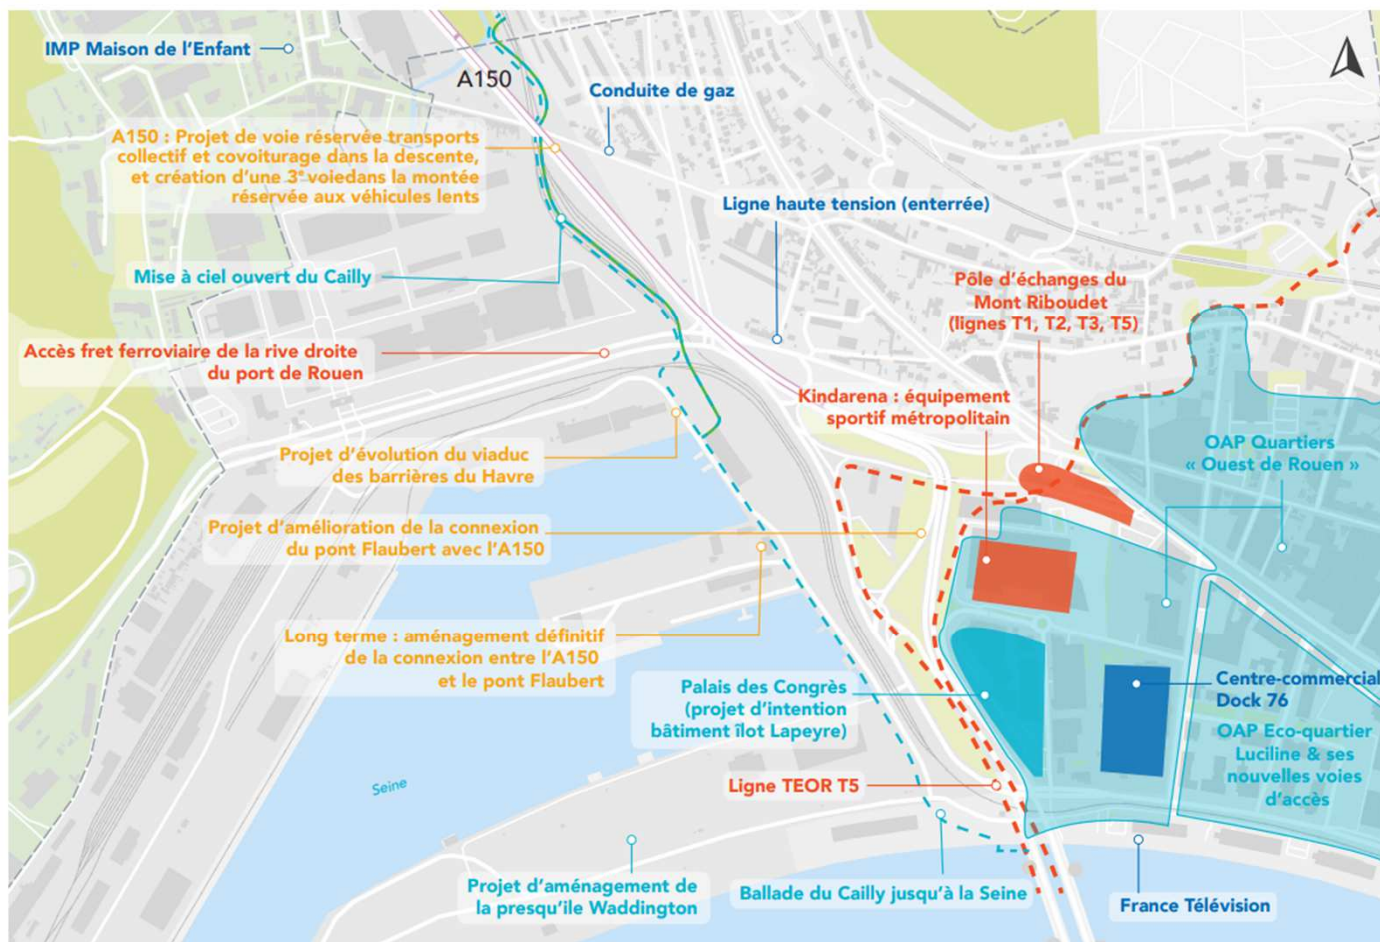 IMP Maison de l'Enfant
A150
Conduite de gaz
A150 : Projet de voie réservée transports
collectif et covoiturage dans la descente,
et création d'une 3e voiedans la montée
réservée aux véhicules lents
Ligne haute tension (enterrée)
Mise à ciel ouvert du Cailly
Pôle d'échanges du
Mont Riboudet
(lignes T1, T2, T3, T5)
Accès fret ferroviaire de la rive droite
du port de Rouen
Kindarena : équipement
sportif métropolitain
OAP Quartiers
« Ouest de Rouen »
Projet d'évolution du viaduc
des barrières du Havre
Projet d'amélioration de la connexion
du pont Flaubert avec l'A150
Long terme : aménagement définitif
de la connexion entre l'A150
et le pont Flaubert
Palais des Congrès
(projet d'intention
bâtiment îlot Lapeyre)
Centre-commercial
Dock 76
OAP Eco-quartier
Luciline & ses
nouvelles voies
d'accès
Seine
Ligne TEOR T5
Projet d'aménagement de
la presqu'ile Waddington
Ballade du Cailly jusqu'à la Seine
France Télévision